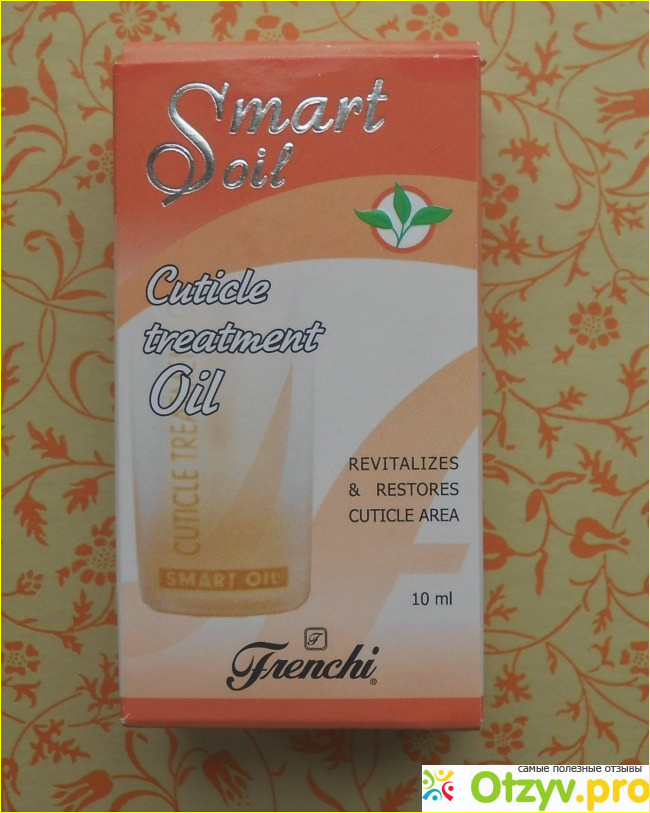 Smart
oil
Cuticle
treatment
Oil
CUTICLE TREA
REVITALIZES
& RESTORES
CUTICLE AREA
SMART OIL
10 ml
F
Frenchi®
самые полезные отзывы
Otzyv.pro